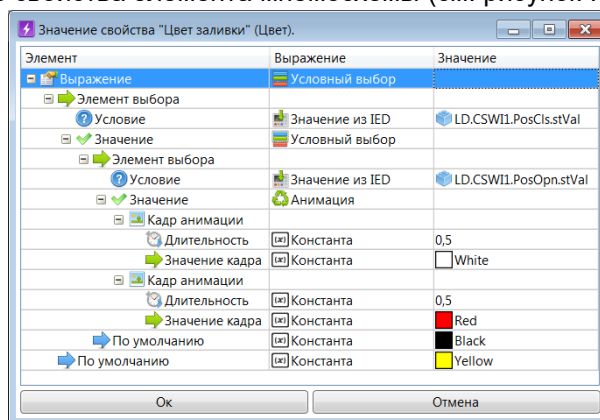 Значение свойства "Цвет заливки" (Цвет).
Элемент Выражение Значение
Выражение Условный выбор
Элемент выбора
Условие Значение из IED LD.CSWI1.PosCls.stVal
Значение Условный выбор
Элемент выбора
Условие Значение из IED LD.CSWI1.PosOpn.stVal
Значение Анимация
Кадр анимации
Длительность (x) Константа 0,5
Значение кадра (x) Константа White
Кадр анимации
Длительность (x) Константа 0,5
Значение кадра (x) Константа Red
По умолчанию (x) Константа Black
По умолчанию (x) Константа Yellow
Ок Отмена